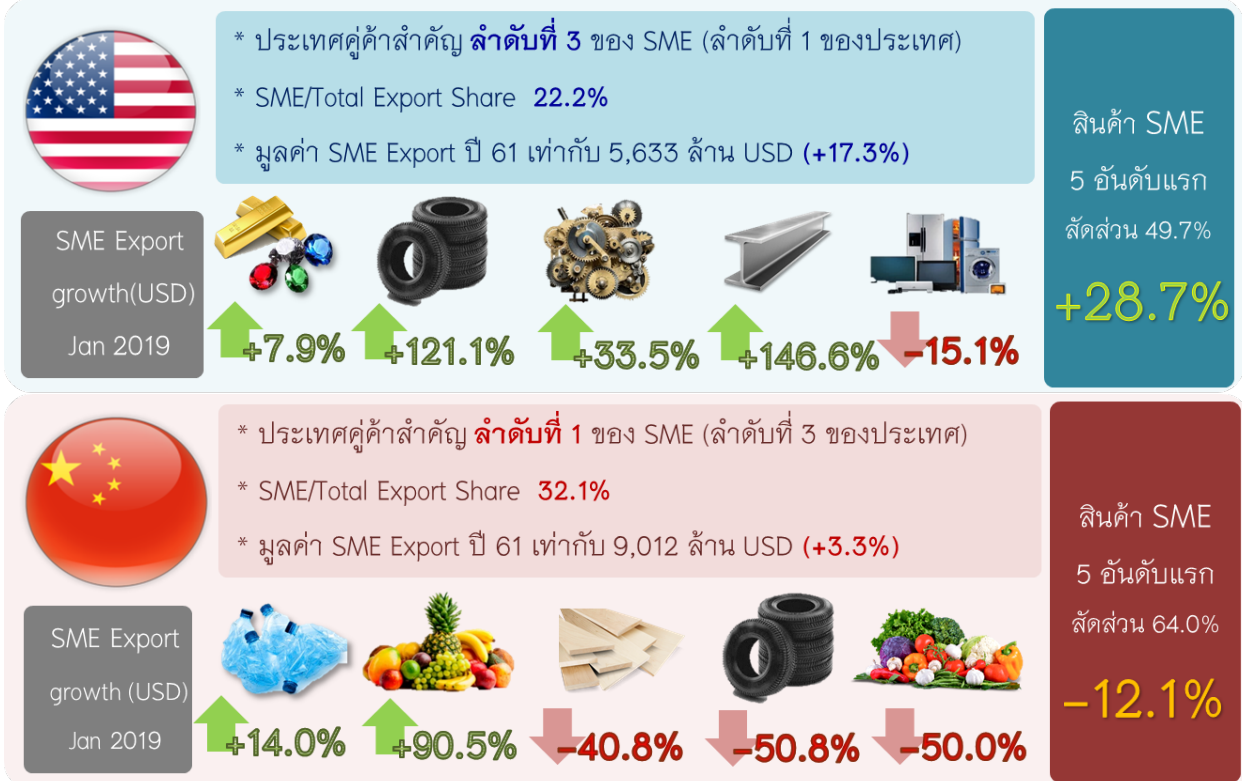 * ประเทศคู่ค้าสำคัญ ลำดับที่ 3 ของ SME (ลำดับที่ 1 ของประเทศ)
* SME/Total Export Share 22.2%
* มูลค่า SME Export ปี 61 เท่ากับ 5,633 ล้าน USD (+17.3%)
SME Export
growth(USD)
Jan 2019
+7.9%
+121.1%
+33.5%
+146.6%
-15.1%
สินค้า SME
5 อันดับแรก
สัดส่วน 49.7%
+28.7%
* ประเทศคู่ค้าสำคัญ ลำดับที่ 1 ของ SME (ลำดับที่ 3 ของประเทศ)
* SME/Total Export Share 32.1%
* มูลค่า SME Export ปี 61 เท่ากับ 9,012 ล้าน USD (+3.3%)
SME Export
growth (USD)
Jan 2019
+14.0%
+90.5%
-40.8%
-50.8%
-50.0%
สินค้า SME
5 อันดับแรก
สัดส่วน 64.0%
-12.1%